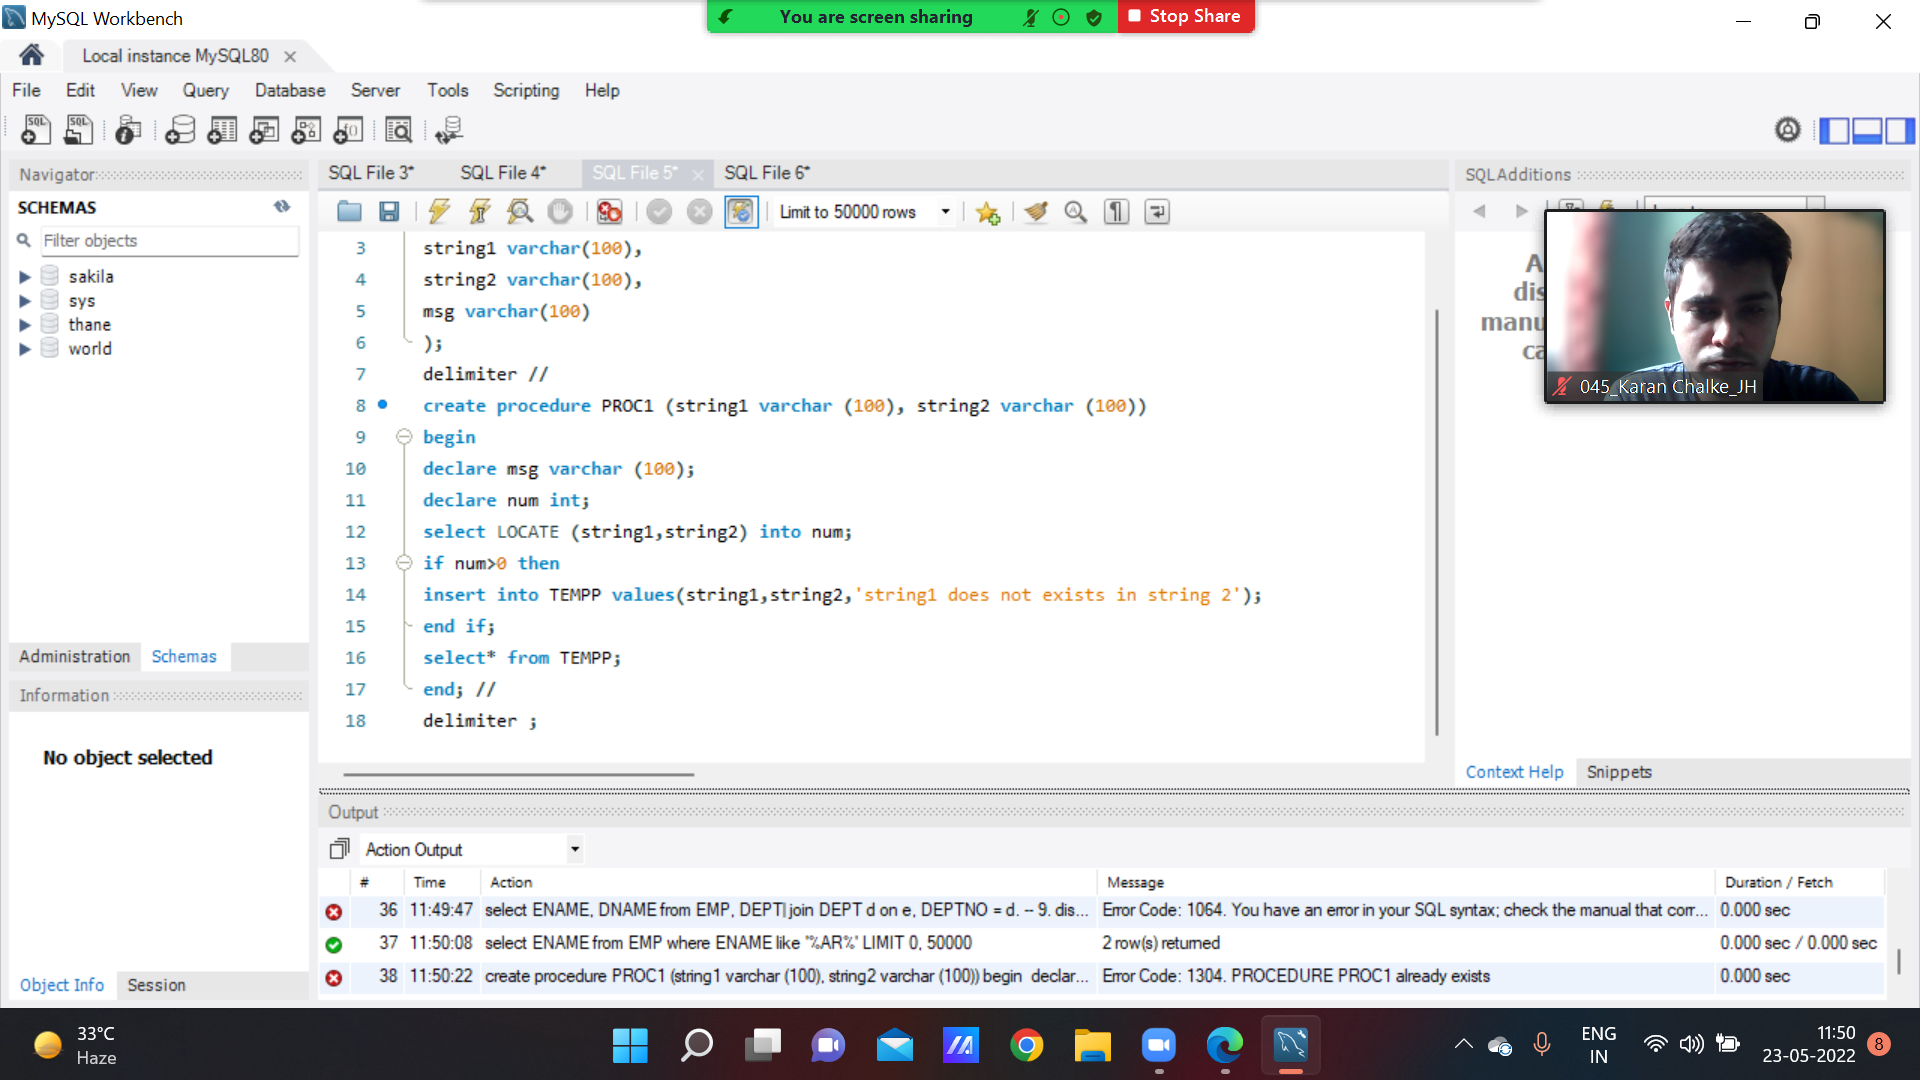 MySQL Workbench
You are screen sharing
Stop Share
Local instance MySQL80
File Edit View Query Database Server Tools Scripting Help
Navigator
SCHEMAS
Filter objects
sakila
sys
thane
world
Administration Schemas
Information
No object selected
Object Info Session
SQL File 3* SQL File 4* SQL File 5* SQL File 6*
Limit to 50000 rows
3 string1 varchar(100),
4 string2 varchar(100),
5 msg varchar(100)
6 );
7 delimiter //
8 create procedure PROC1 (string1 varchar (100), string2 varchar (100))
9 begin
10 declare msg varchar (100);
11 declare num int;
12 select LOCATE (string1,string2) into num;
13 if num>0 then
14 insert into TEMPP values(string1,string2,'string1 does not exists in string 2');
15 end if;
16 select* from TEMPP;
17 end; //
18 delimiter ;
SQLAdditions
045_Karan Chalke_JH
Context Help Snippets
Output
Action Output
# Time Action Message Duration / Fetch
36 11:49:47 select ENAME, DNAME from EMP, DEPT| join DEPT d on e, DEPTNO = d. -- 9. dis... Error Code: 1064. You have an error in your SQL syntax; check the manual that corr... 0.000 sec
37 11:50:08 select ENAME from EMP where ENAME like '%AR%' LIMIT 0, 50000 2 row(s) returned 0.000 sec / 0.000 sec
38 11:50:22 create procedure PROC1 (string1 varchar (100), string2 varchar (100)) begin declar... Error Code: 1304. PROCEDURE PROC1 already exists 0.000 sec
33°C
Haze
ENG
IN
11:50
23-05-2022
8